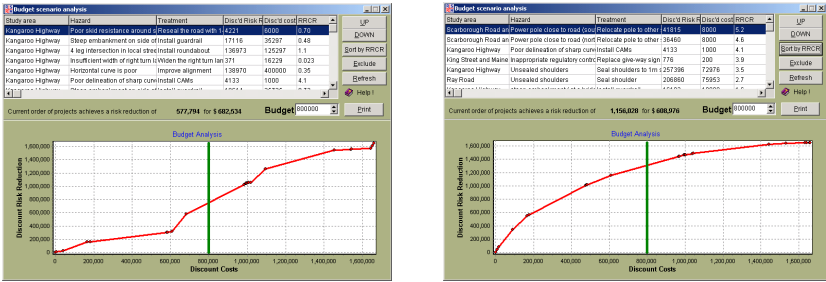 Budget scenario analysis
Study area Hazard Treatment Disc'd Risk R Disc'd cost RRCR
Kangaroo Highway Poor skid resistance around s Reseal the road with 1- 4221 6000 0.70
Kangaroo Highway Steep embankment on side of Install guardrail 17116 35297 0.48
Kangaroo Highway 4 leg intersection in local stree Install roundabout 136973 125297 1.1
Kangaroo Highway Insufficient width of right turn l Widen the right turn lan 371 16229 0.023
Kangaroo Highway Horizontal curve is poor Improve alignment 138970 400000 0.35
Kangaroo Highway Poor delineation of sharp curv Install CAMs 4133 1000 4.1
UP
DOWN
Sort by RRCR
Exclude
Refresh
Help !
Print
Current order of projects achieves a risk reduction of 577,794 for $ 682,534 Budget 800000
Budget Analysis
Discount Risk Reduction
1,600,000
1,400,000
1,200,000
1,000,000
800,000
600,000
400,000
200,000
0
0 200,000 400,000 600,000 800,000 1,000,000 1,200,000 1,400,000 1,600,000
Discount Costs
Budget scenario analysis
Study area Hazard Treatment Disc'd Risk R Disc'd cost RRCR
Scarborough Road an Power pole close to road (sou Relocate pole to other 41815 8000 5.2
Scarborough Road an Power pole close to road (nort Relocate pole to other 36460 8000 4.6
Kangaroo Highway Poor delineation of sharp curv Install CAMs 4133 1000 4.1
King Street and Maine Inappropriate regulatory contro Replace give-way sign 776 200 3.9
Kangaroo Highway Unsealed shoulders Seal shoulder to 1m s 257396 72976 3.5
Ray Road Unsealed shoulders Seal shoulder 206860 75953 2.7
UP
DOWN
Sort by RRCR
Exclude
Refresh
Help !
Print
Current order of projects achieves a risk reduction of 1,156,028 for $ 608,976 Budget 800000
Budget Analysis
Discount Risk Reduction
1,600,000
1,400,000
1,200,000
1,000,000
800,000
600,000
400,000
200,000
0
0 200,000 400,000 600,000 800,000 1,000,000 1,200,000 1,400,000 1,600,000
Discount Costs